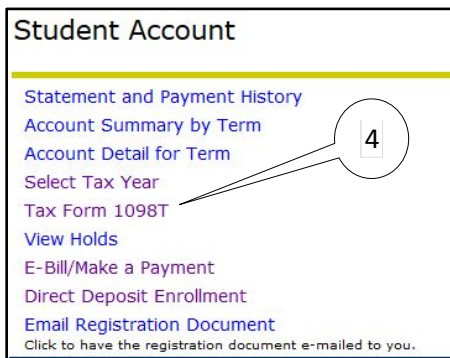 Student Account
Statement and Payment History
Account Summary by Term
Account Detail for Term
Select Tax Year
Tax Form 1098T
4
View Holds
E-Bill/Make a Payment
Direct Deposit Enrollment
Email Registration Document
Click to have the registration document e-mailed to you.